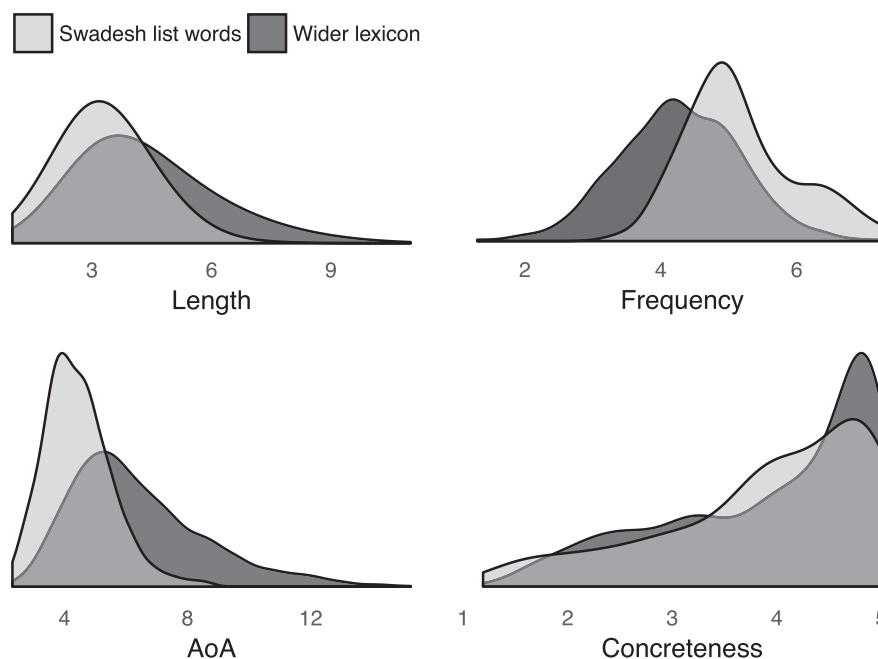 Swadesh list words Wider lexicon
3 6 9
Length
2 4 6
Frequency
4 8 12
AoA
1 2 3 4 5
Concreteness